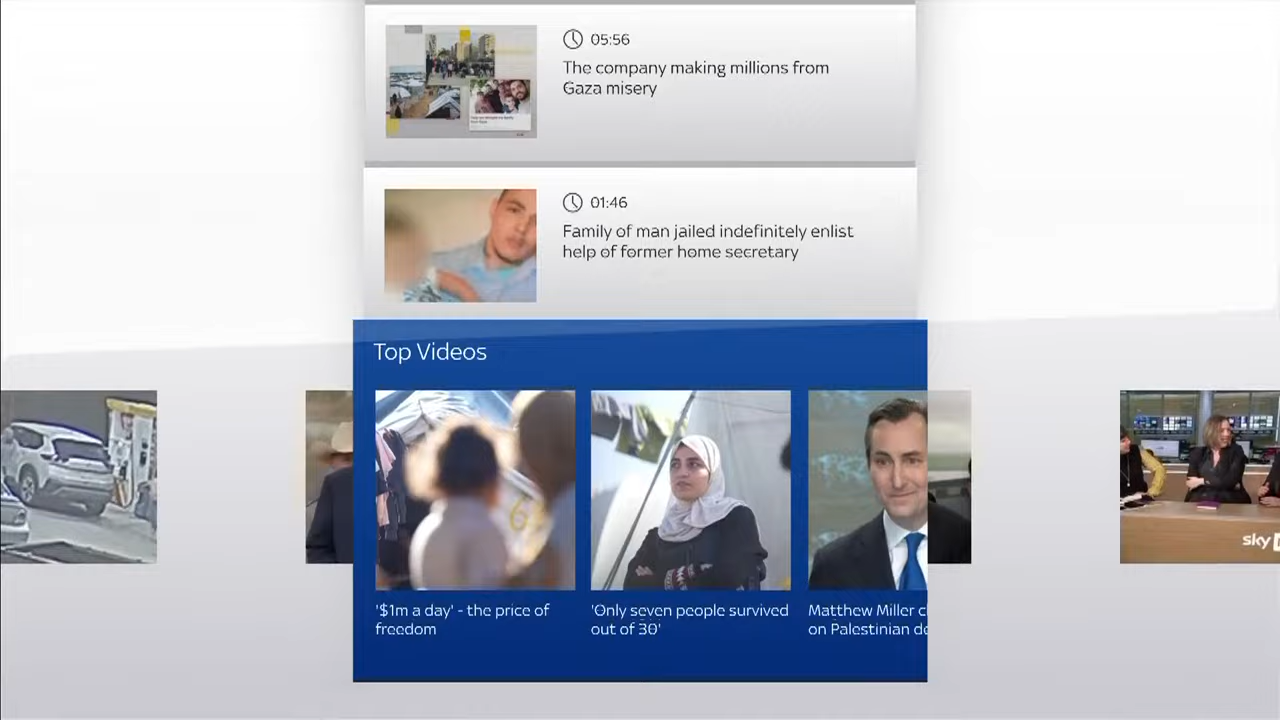 05:56
The company making millions from
Gaza misery
01:46
Family of man jailed indefinitely enlist
help of former home secretary
Top Videos
'$1m a day' - the price of
freedom
'Only seven people survived
out of 30'
Matthew Miller
on Palestinian
sky